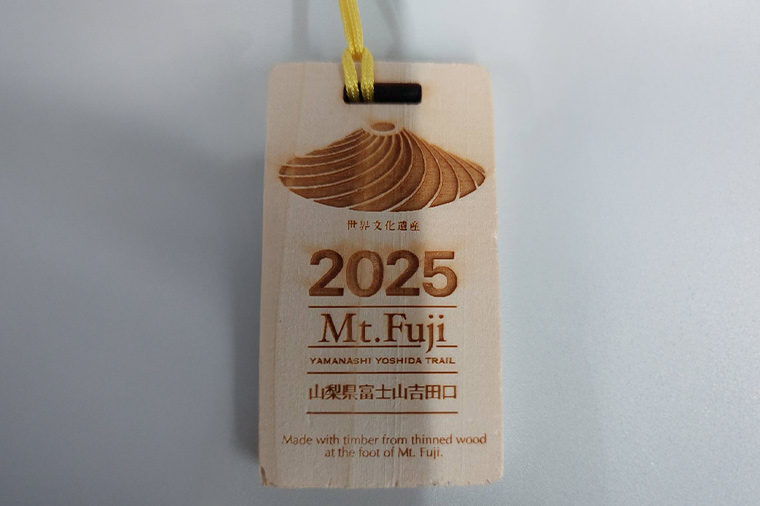 世界文化遺産
2025
Mt.Fuji
YAMANASHI YOSHIDA TRAIL
山梨県富士山吉田口
Made with timber from thinned wood
at the foot of Mt. Fuji.